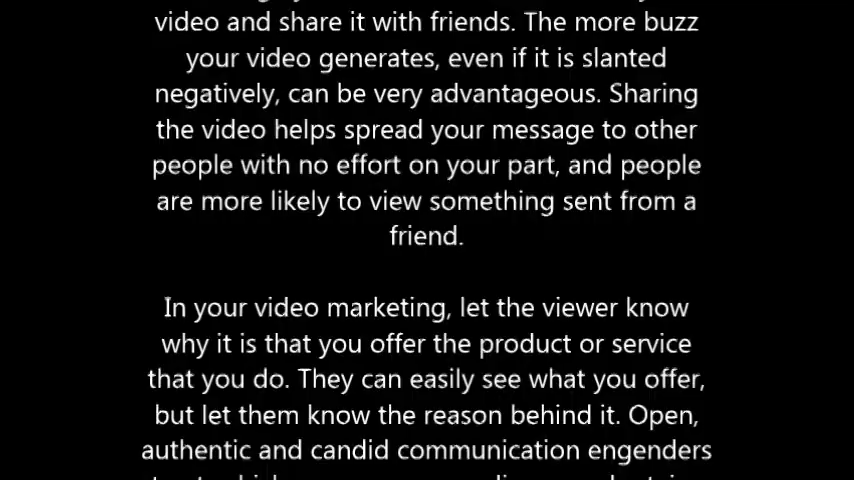 video and share it with friends. The more buzz
your video generates, even if it is slanted
negatively, can be very advantageous. Sharing
the video helps spread your message to other
people with no effort on your part, and people
are more likely to view something sent from a
friend.
In your video marketing, let the viewer know
why it is that you offer the product or service
that you do. They can easily see what you offer,
but let them know the reason behind it. Open,
authentic and candid communication engenders